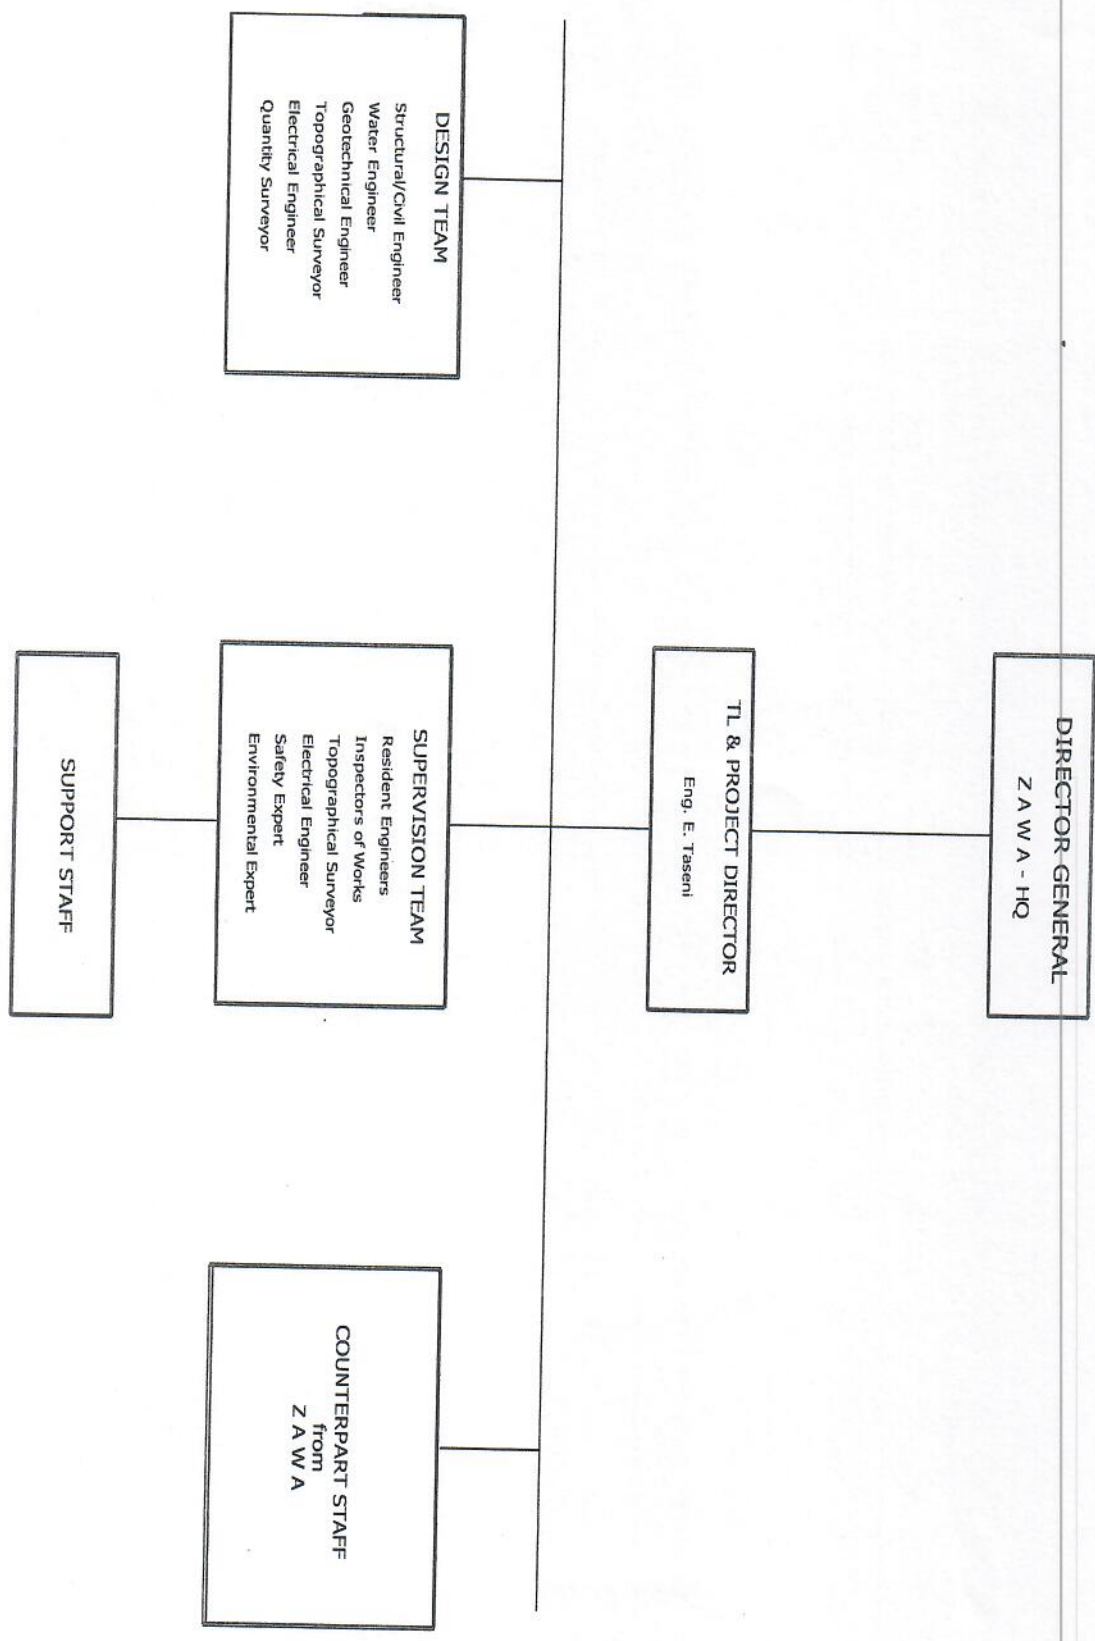 DIRECTOR GENERAL
Z A W A - HQ
TL & PROJECT DIRECTOR
Eng. E. Taseni
DESIGN TEAM
Structural/Civil Engineer
Water Engineer
Geotechnical Engineer
Topographical Surveyor
Electrical Engineer
Quantity Surveyor
SUPERVISION TEAM
Resident Engineers
Inspectors of Works
Topographical Surveyor
Electrical Engineer
Safety Expert
Environmental Expert
COUNTERPART STAFF
from
Z A W A
SUPPORT STAFF